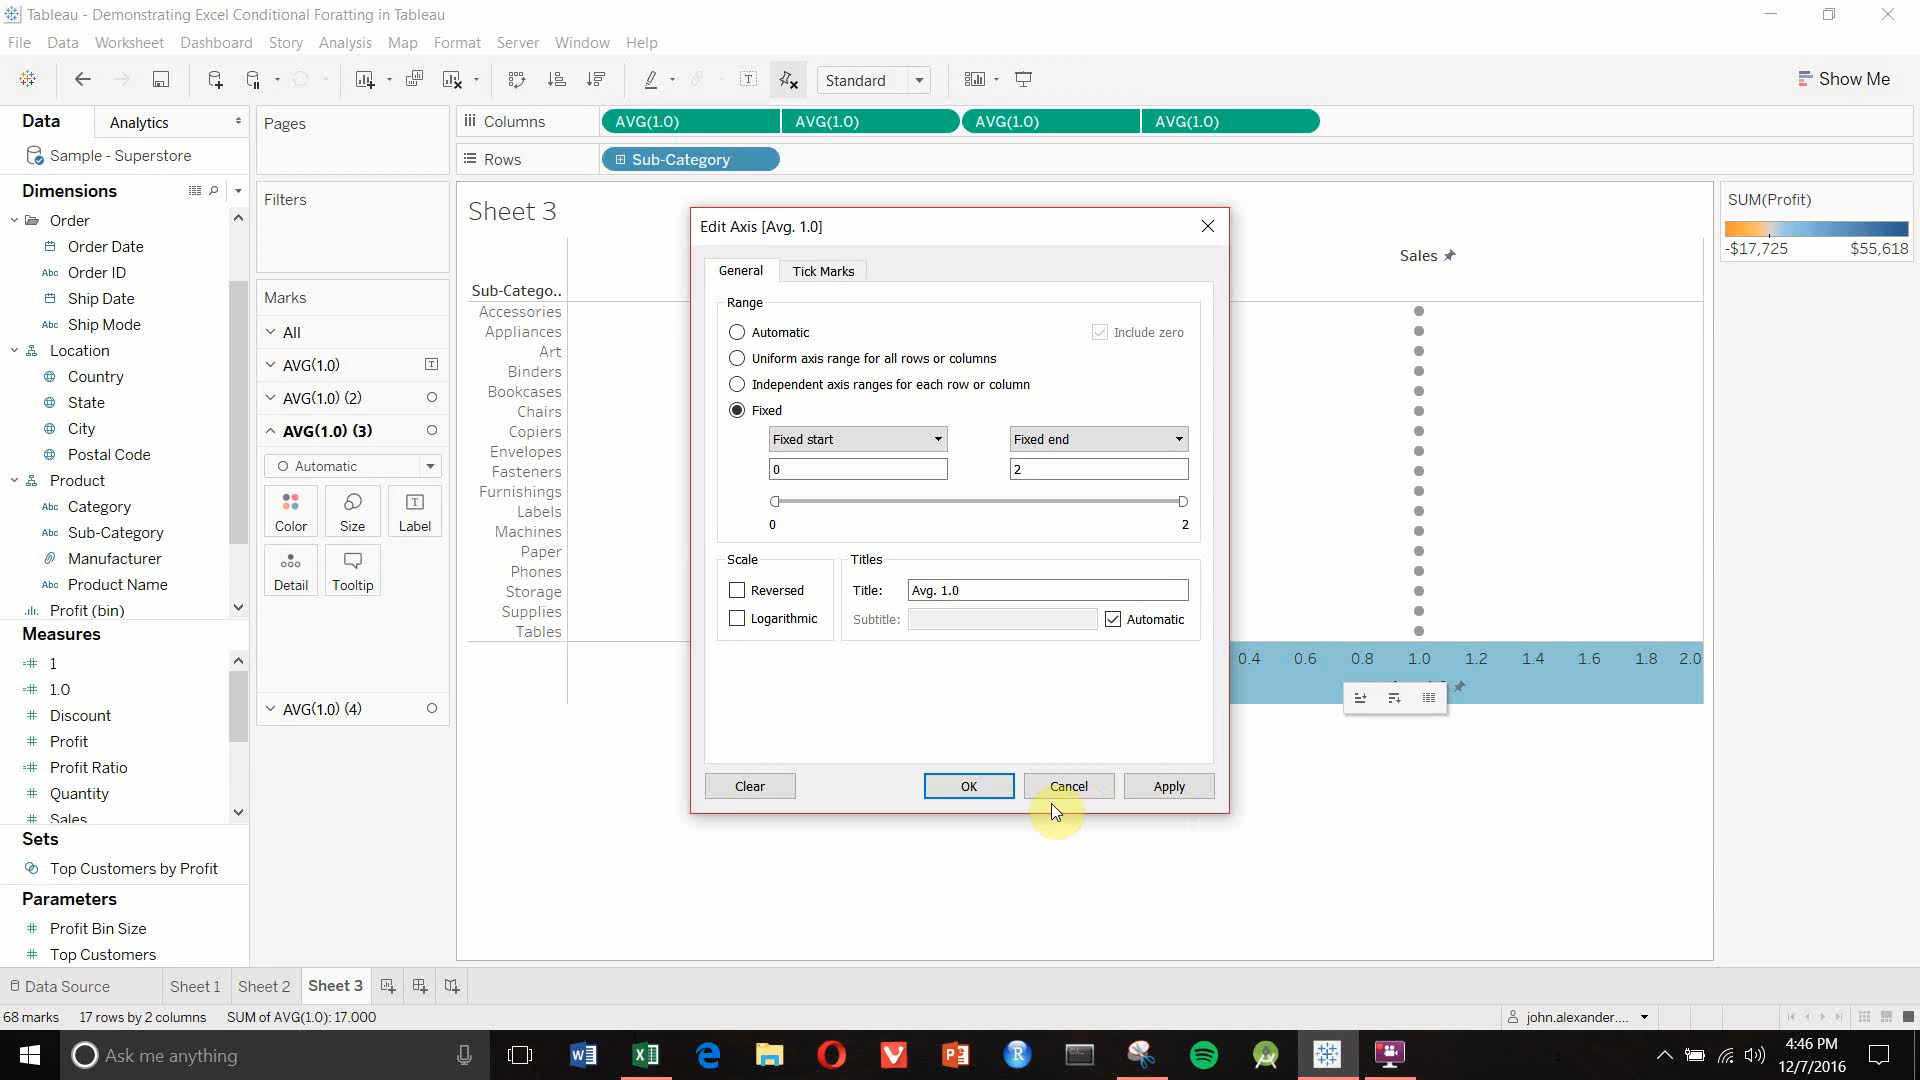 Tableau - Demonstrating Excel Conditional Foratting in Tableau
File Data Worksheet Dashboard Story Analysis Map Format Server Window Help
Standard
Show Me
Data
Analytics
Sample - Superstore
Dimensions
Order
Order Date
Abc Order ID
Ship Date
Abc Ship Mode
Location
Country
State
City
Postal Code
Product
Abc Category
Abc Sub-Category
Manufacturer
Abc Product Name
Profit (bin)
Measures
1
1.0
Discount
Profit
Profit Ratio
Quantity
Sales
Sets
Top Customers by Profit
Parameters
Profit Bin Size
Top Customers
Pages
Filters
Marks
All
AVG(1.0)
AVG(1.0) (2)
AVG(1.0) (3)
Automatic
Color Size Label
Detail Tooltip
AVG(1.0) (4)
Columns AVG(1.0) AVG(1.0) AVG(1.0) AVG(1.0)
Rows Sub-Category
Sheet 3
Sales
Sub-Catego..
Accessories
Appliances
Art
Binders
Bookcases
Chairs
Copiers
Envelopes
Fasteners
Furnishings
Labels
Machines
Paper
Phones
Storage
Supplies
Tables
0.4 0.6 0.8 1.0 1.2 1.4 1.6 1.8 2.0
Edit Axis [Avg. 1.0]
General Tick Marks
Range
Automatic
Include zero
Uniform axis range for all rows or columns
Independent axis ranges for each row or column
Fixed
Fixed start Fixed end
0 2
0 2
Scale
Reversed
Logarithmic
Titles
Title: Avg. 1.0
Subtitle: Automatic
Clear OK Cancel Apply
SUM(Profit)
-$17,725 $55,618
Data Source Sheet 1 Sheet 2 Sheet 3
68 marks 17 rows by 2 columns SUM of AVG(1.0): 17.000
john.alexander....
Ask me anything
4:46 PM
12/7/2016